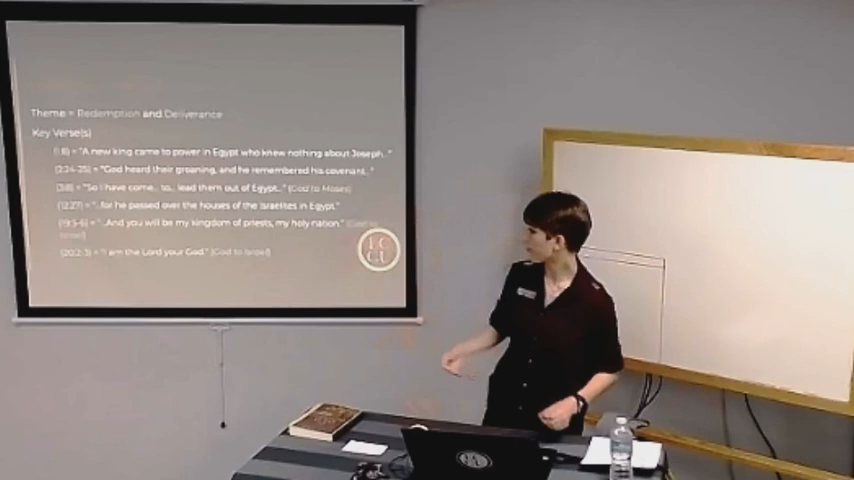 Theme = Redemption and Deliverance
Key Verse(s)
(1:8) = "A new king came to power in Egypt who knew nothing about Joseph.."
(2:24-25) = "God heard their groaning, and he remembered his covenant.."
(3:8) = "So I have come.. to.. lead them out of Egypt.." (God to Moses)
(12:27) = "..for he passed over the houses of the Israelites in Egypt."
(19:5-6) = "..And you will be my kingdom of priests, my holy nation." (God to
Israel)
(20:2-3) = "I am the Lord your God." (God to Israel)